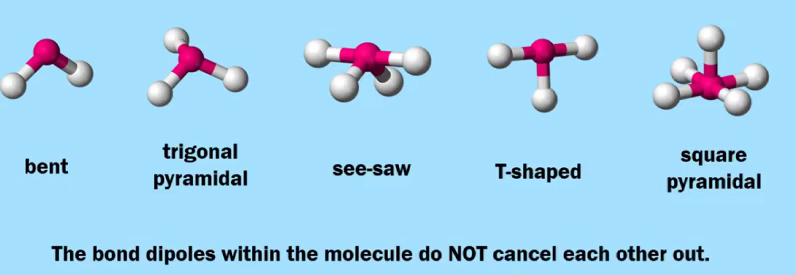 bent
trigonal
pyramidal
see-saw
T-shaped
square
pyramidal
The bond dipoles within the molecule do NOT cancel each other out.